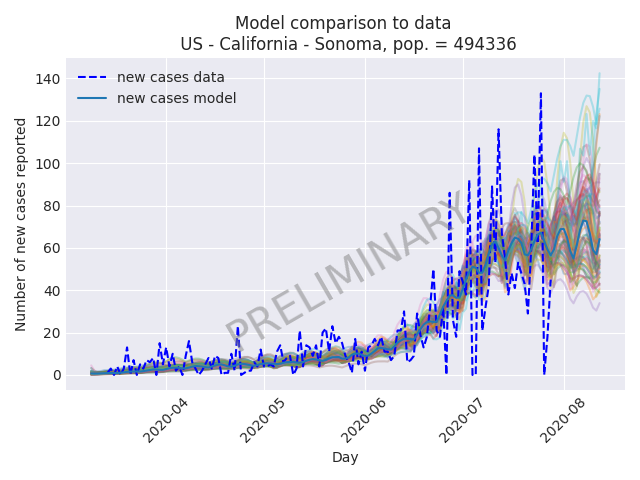 Model comparison to data
US - California - Sonoma, pop. = 494336
new cases data
new cases model
PRELIMINARY
Number of new cases reported
140
120
100
80
60
40
20
0
2020-04
2020-05
2020-06
2020-07
2020-08
Day